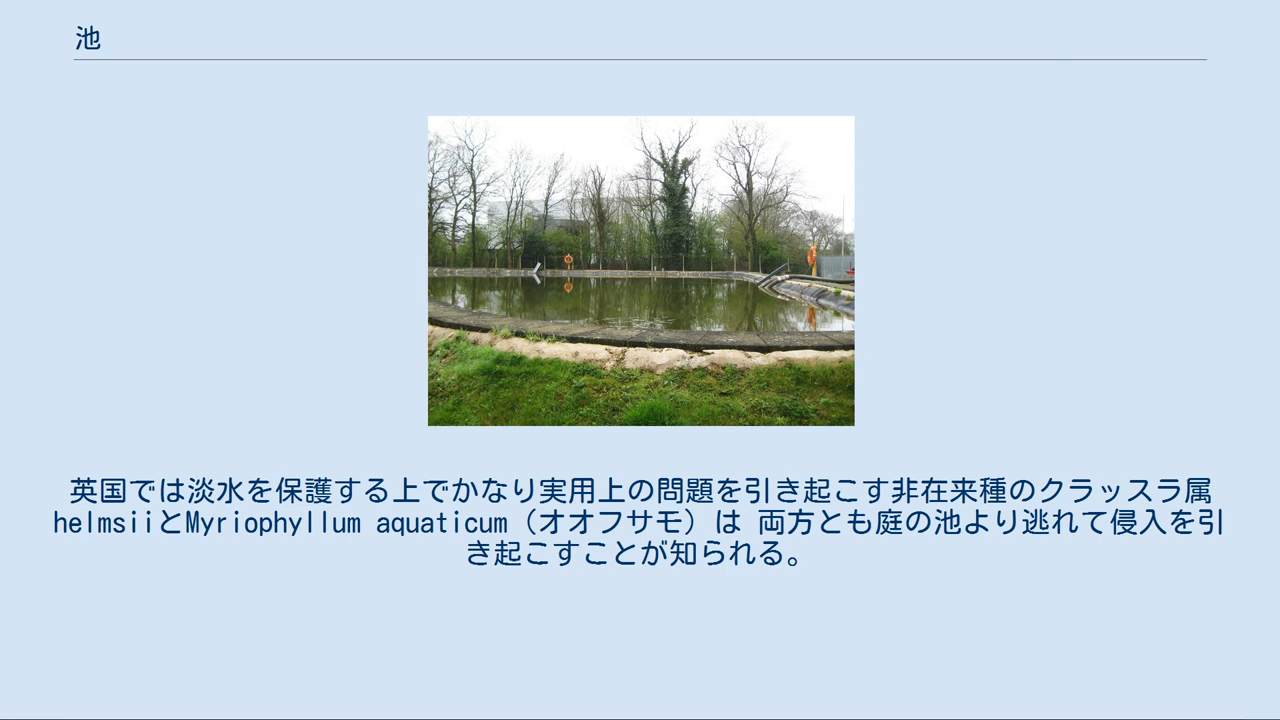 池
英国では淡水を保護する上でかなり実用上の問題を引き起こす非在来種のクラッスラ属
helmsiiとMyriophyllum aquaticum（オオフサモ）は 両方とも庭の池より逃れて侵入を引
き起こすことが知られる。